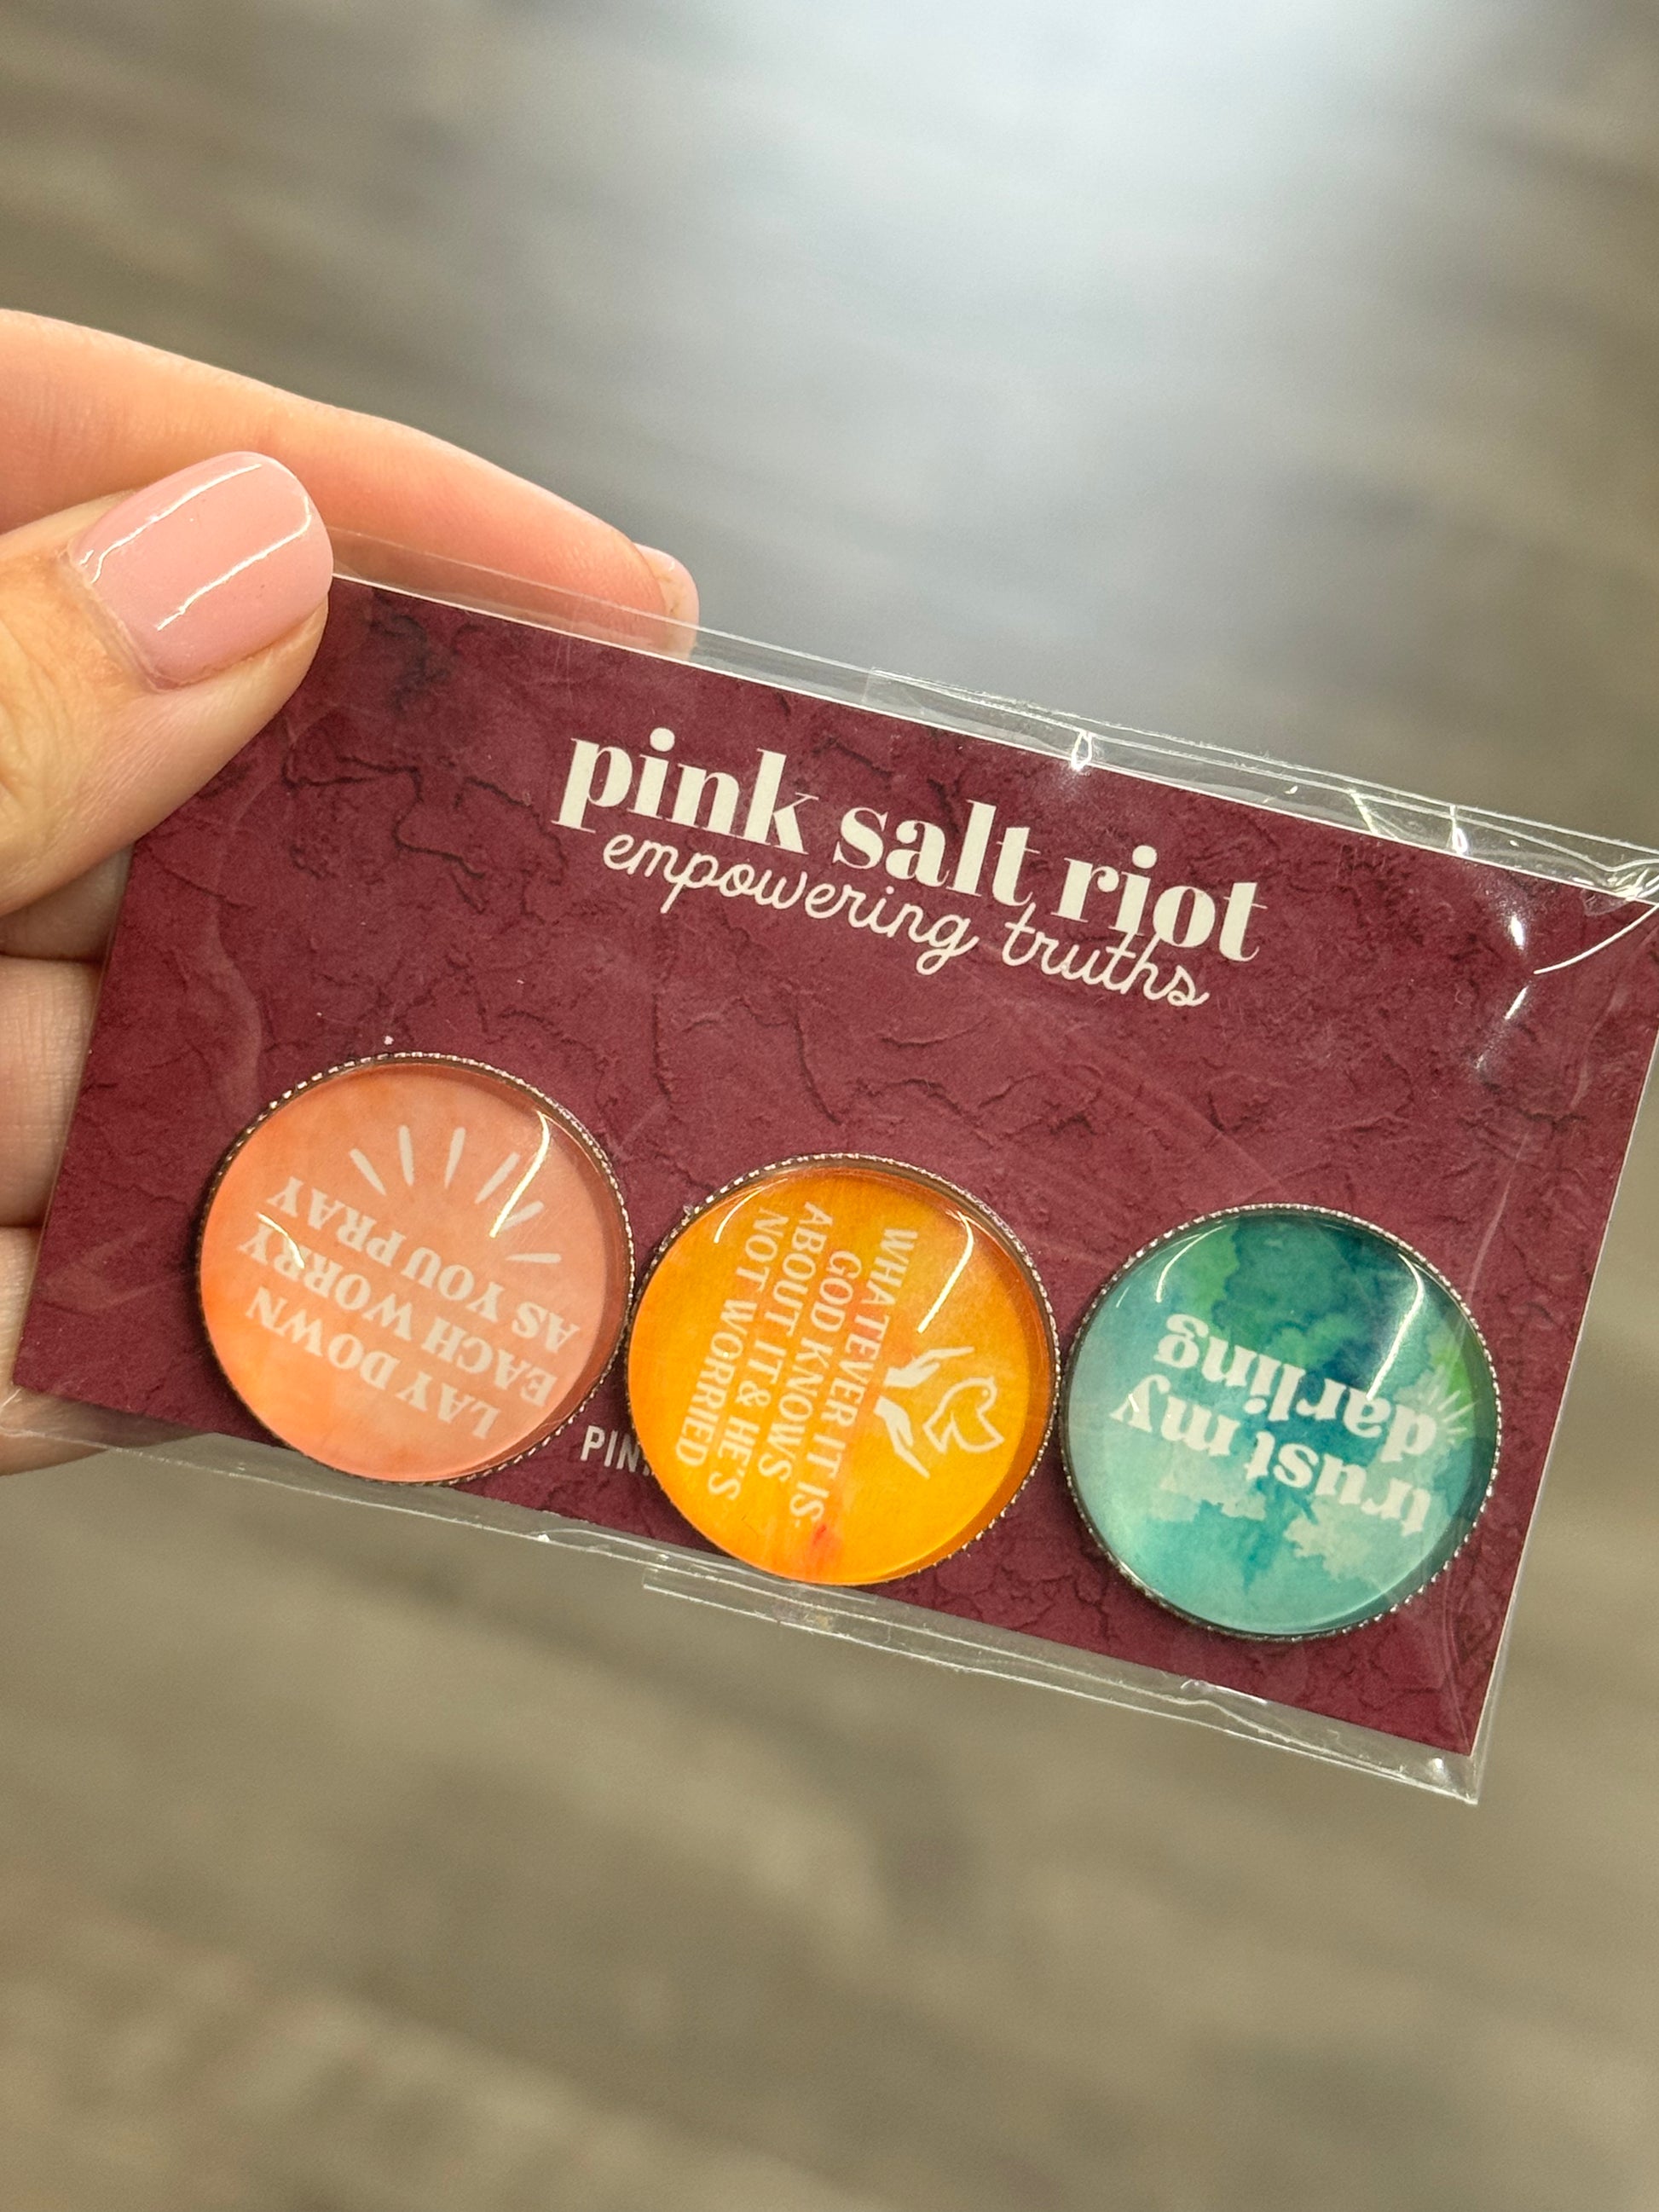 pink salt riot
empowering truths
LAY DOWN
EACH WORRY
AS YOU PRAY
WHATEVER IT IS
GOD KNOWS
ABOUT IT & HE'S
NOT WORRIED
trust my
darling